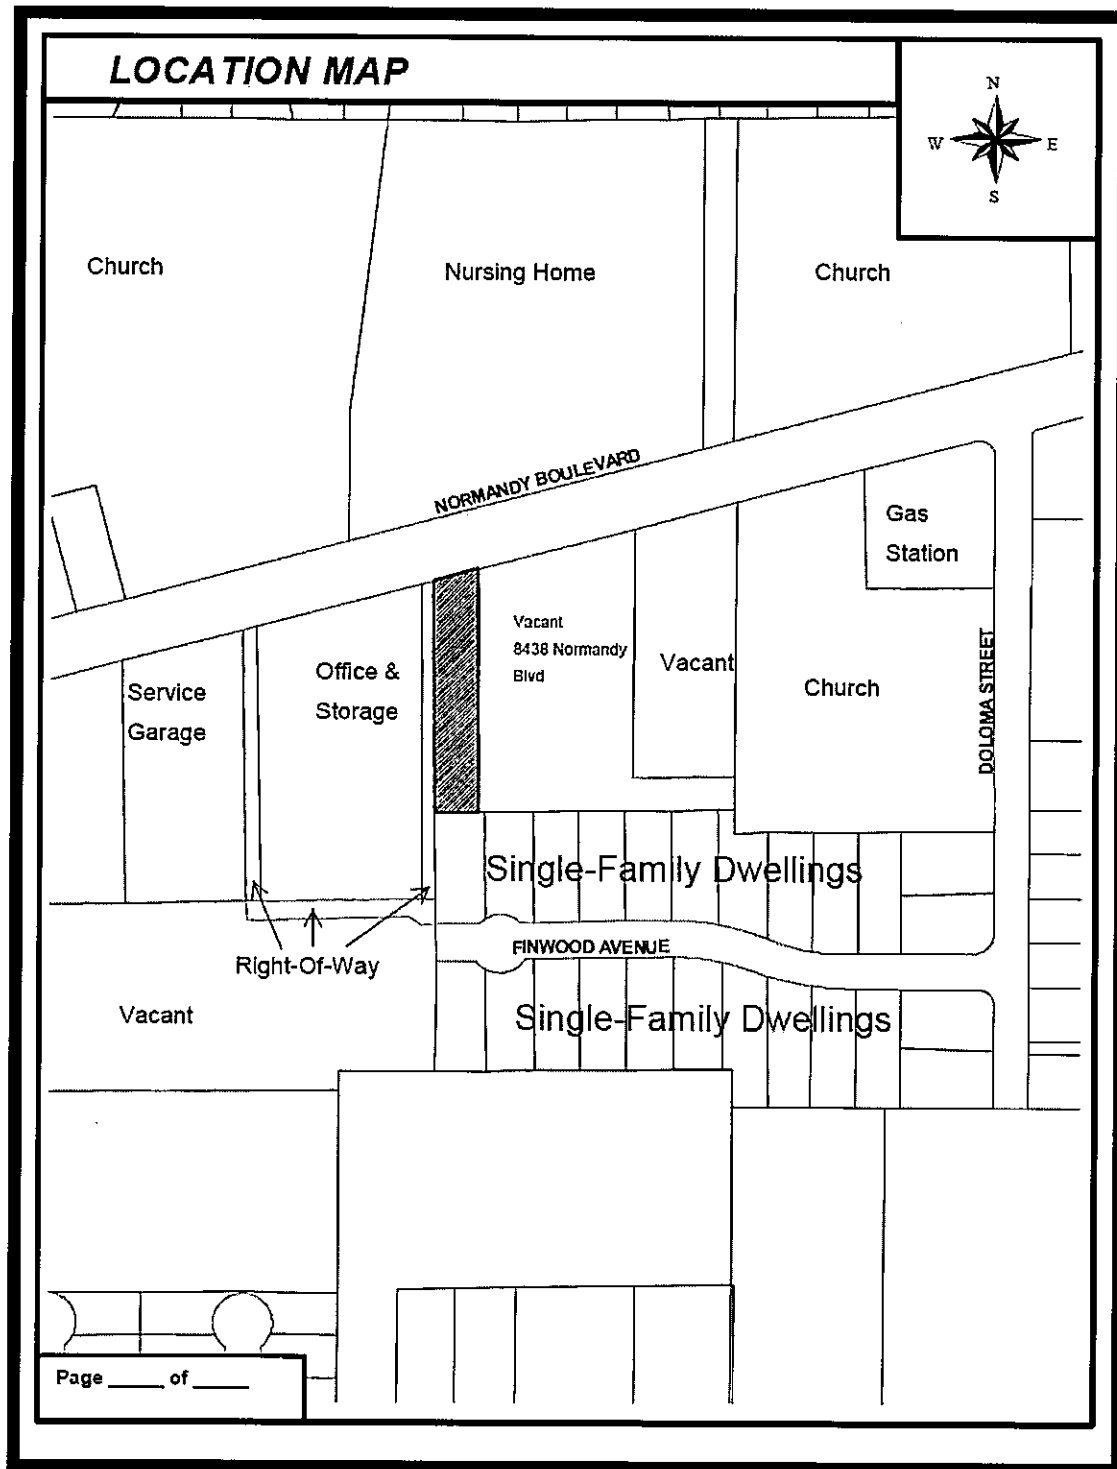 LOCATION MAP
N
W
E
S
Church
Nursing Home
Church
NORMANDY BOULEVARD
Gas
Station
Vacant
8438 Normandy
Blvd
Vacant
Office &
Storage
Service
Garage
Church
DOLOMA STREET
Single-Family Dwellings
FINWOOD AVENUE
Right-Of-Way
Vacant
Single-Family Dwellings
Page _____ of _____